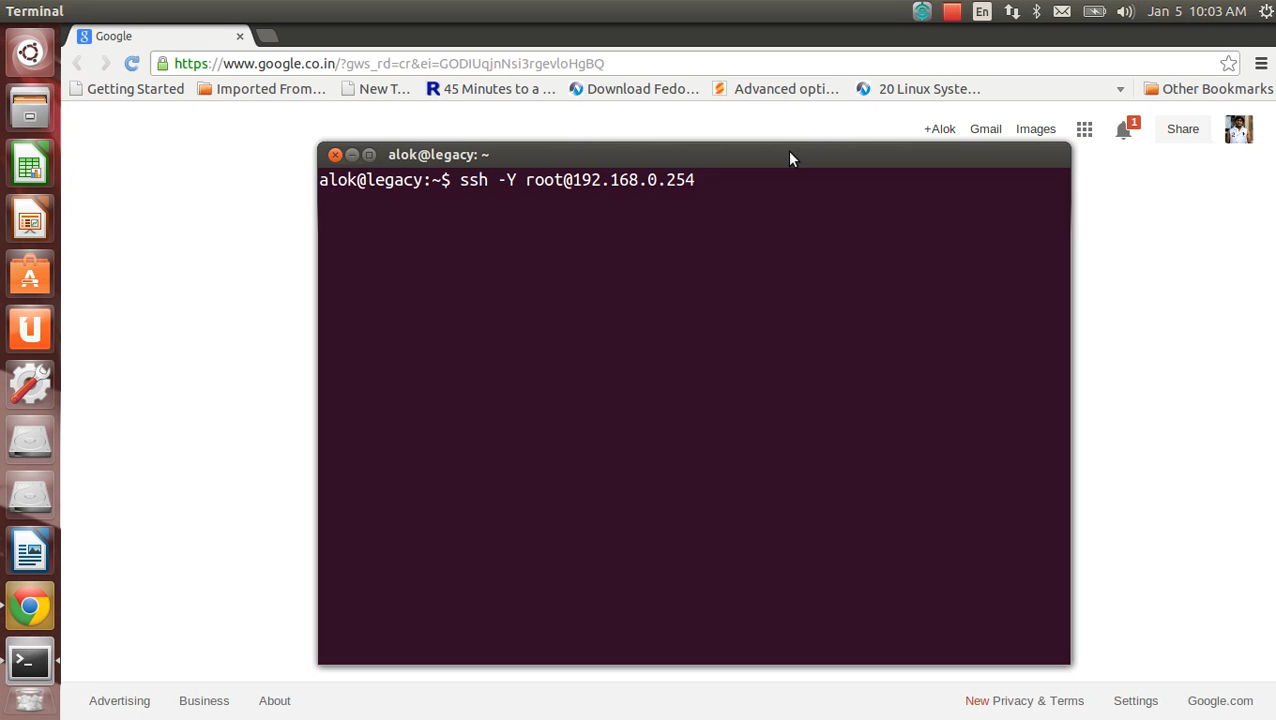 Terminal
En
Jan 5 10:03 AM
Google
https://www.google.co.in/?gws_rd=cr&ei=GODIUqjnNsi3rgevloHgBQ
Getting Started
Imported From...
New T...
45 Minutes to a ...
Download Fedo...
Advanced opti...
20 Linux Syste...
Other Bookmarks
+Alok
Gmail
Images
1
Share
alok@legacy: ~
alok@legacy:~$ ssh -Y root@192.168.0.254
Advertising
Business
About
New Privacy & Terms
Settings
Google.com